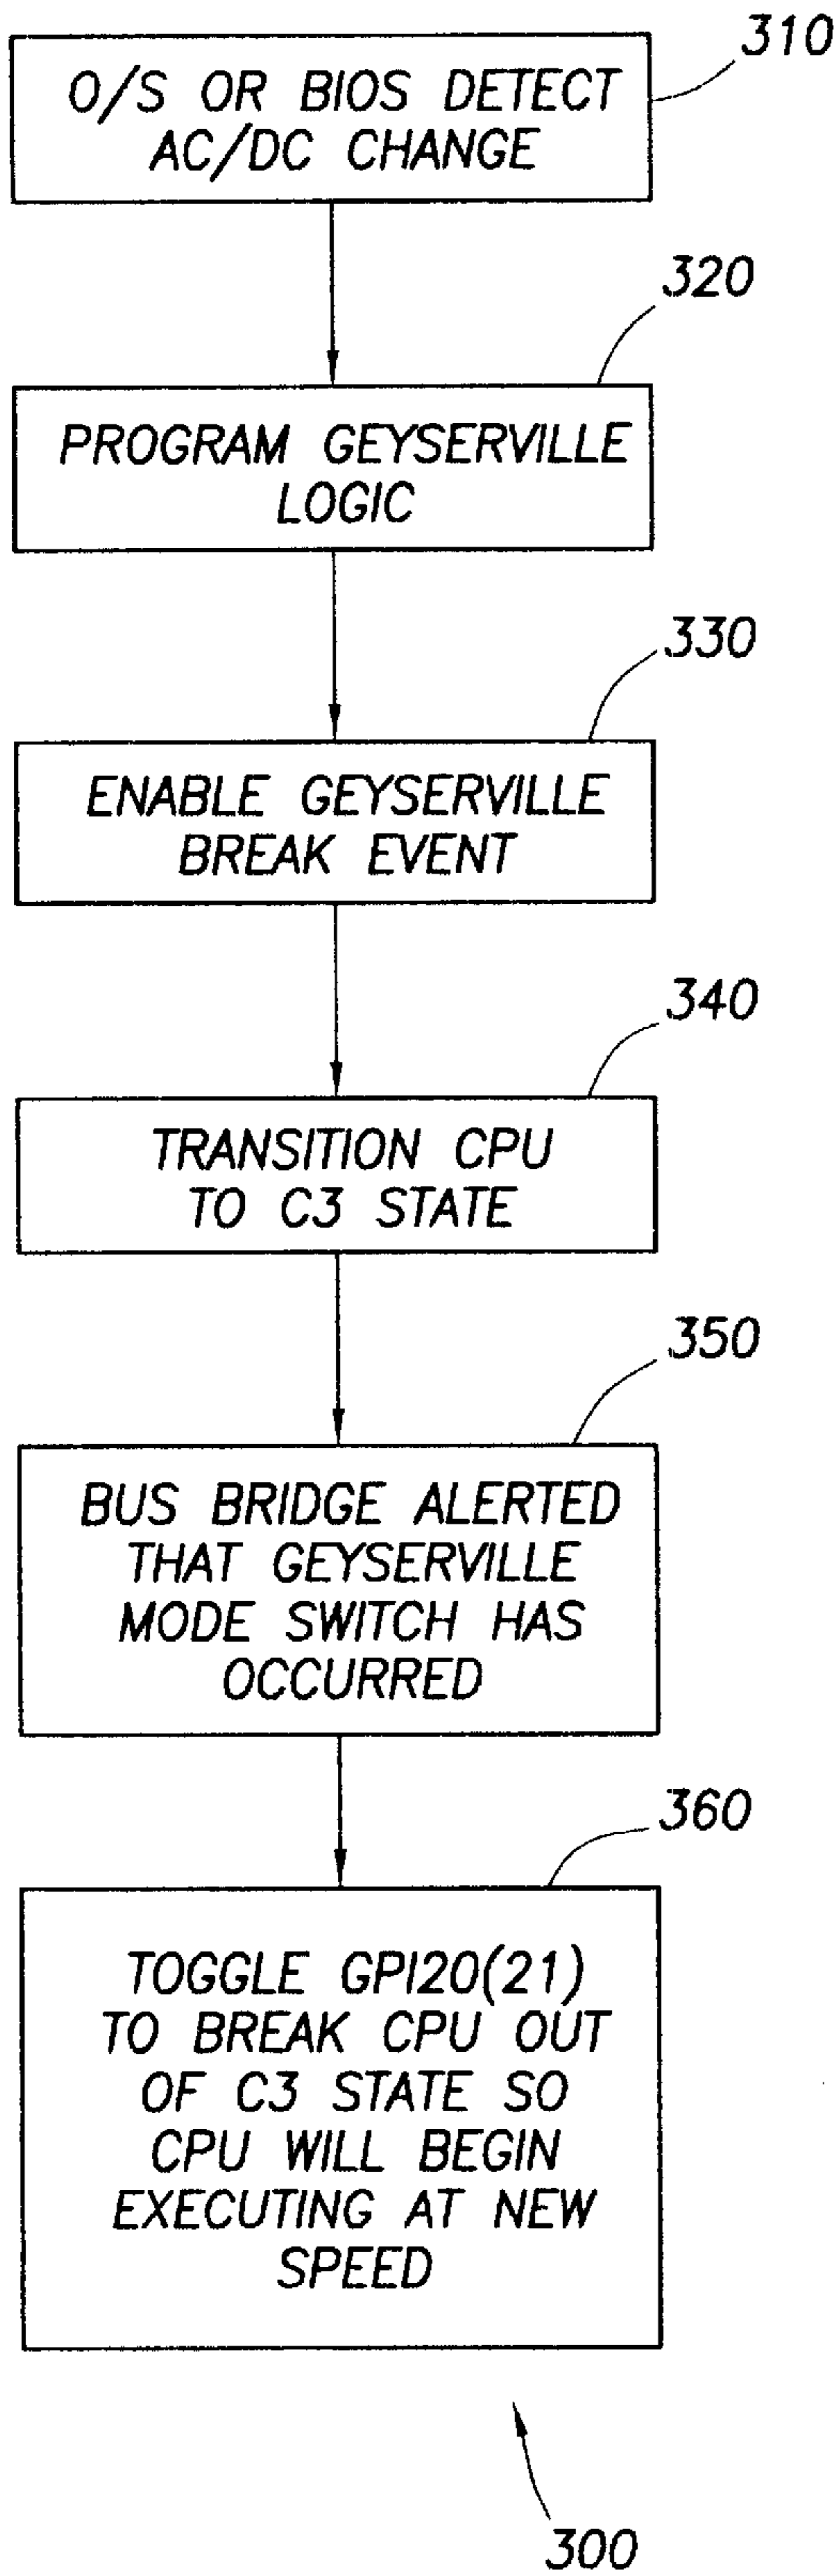 310
O/S OR BIOS DETECT
AC/DC CHANGE
320
PROGRAM GEYSERVILLE
LOGIC
330
ENABLE GEYSERVILLE
BREAK EVENT
340
TRANSITION CPU
TO C3 STATE
350
BUS BRIDGE ALERTED
THAT GEYSERVILLE
MODE SWITCH HAS
OCCURRED
360
TOGGLE GPI20(21)
TO BREAK CPU OUT
OF C3 STATE SO
CPU WILL BEGIN
EXECUTING AT NEW
SPEED
300